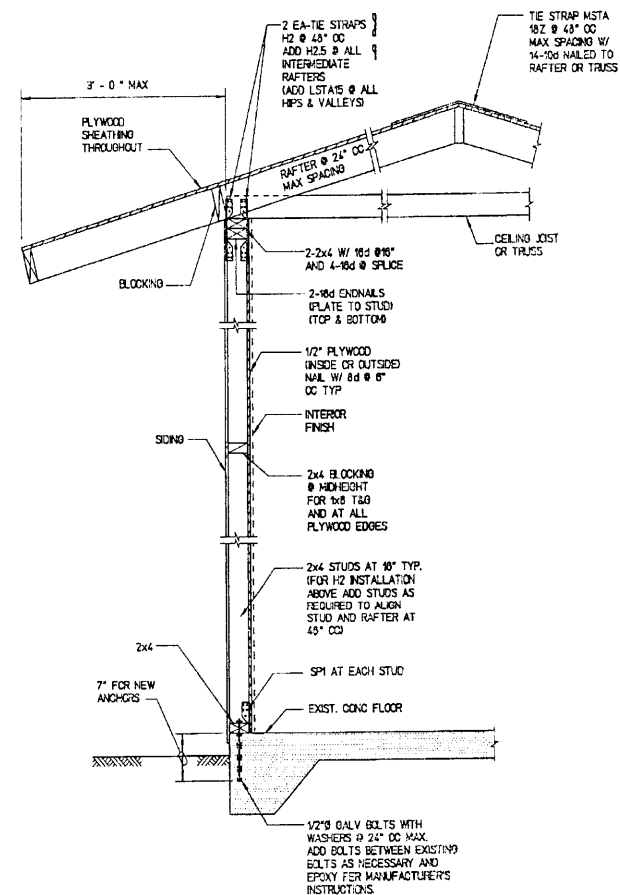 2 EA-TIE STRAPS
H2 @ 48" OC
ADD H2.5 @ ALL
INTERMEDIATE
RAFTERS
(ADD LSTA15 @ ALL
HIPS & VALLEYS)
TIE STRAP MSTA
18Z @ 48" OC
MAX SPACING W/
14-10d NAILED TO
RAFTER OR TRUSS
3' - 0" MAX
PLYWOOD
SHEATHING
THROUGHOUT
RAFTER @ 24" OC
MAX SPACING
CEILING JOIST
OR TRUSS
BLOCKING
2-2x4 W/ 16d @16"
AND 4-16d @ SPLICE
2-16d ENDNAILS
(PLATE TO STUD)
(TOP & BOTTOM)
1/2" PLYWOOD
(INSIDE OR OUTSIDE)
NAIL W/ 8d @ 6"
OC TYP
INTERIOR
FINISH
SIDING
2x4 BLOCKING
@ MIDHEIGHT
FOR 1x6 T&G
AND AT ALL
PLYWOOD EDGES
2x4 STUDS AT 16" TYP.
(FOR H2 INSTALLATION
ABOVE ADD STUDS AS
REQUIRED TO ALIGN
STUD AND RAFTER AT
48" OC)
2x4
SP1 AT EACH STUD
7" FOR NEW
ANCHORS
EXIST. CONC FLOOR
1/2"Ø GALV BOLTS WITH
WASHERS @ 24" OC MAX.
ADD BOLTS BETWEEN EXISTING
BOLTS AS NECESSARY AND
EPOXY PER MANUFACTURER'S
INSTRUCTIONS.